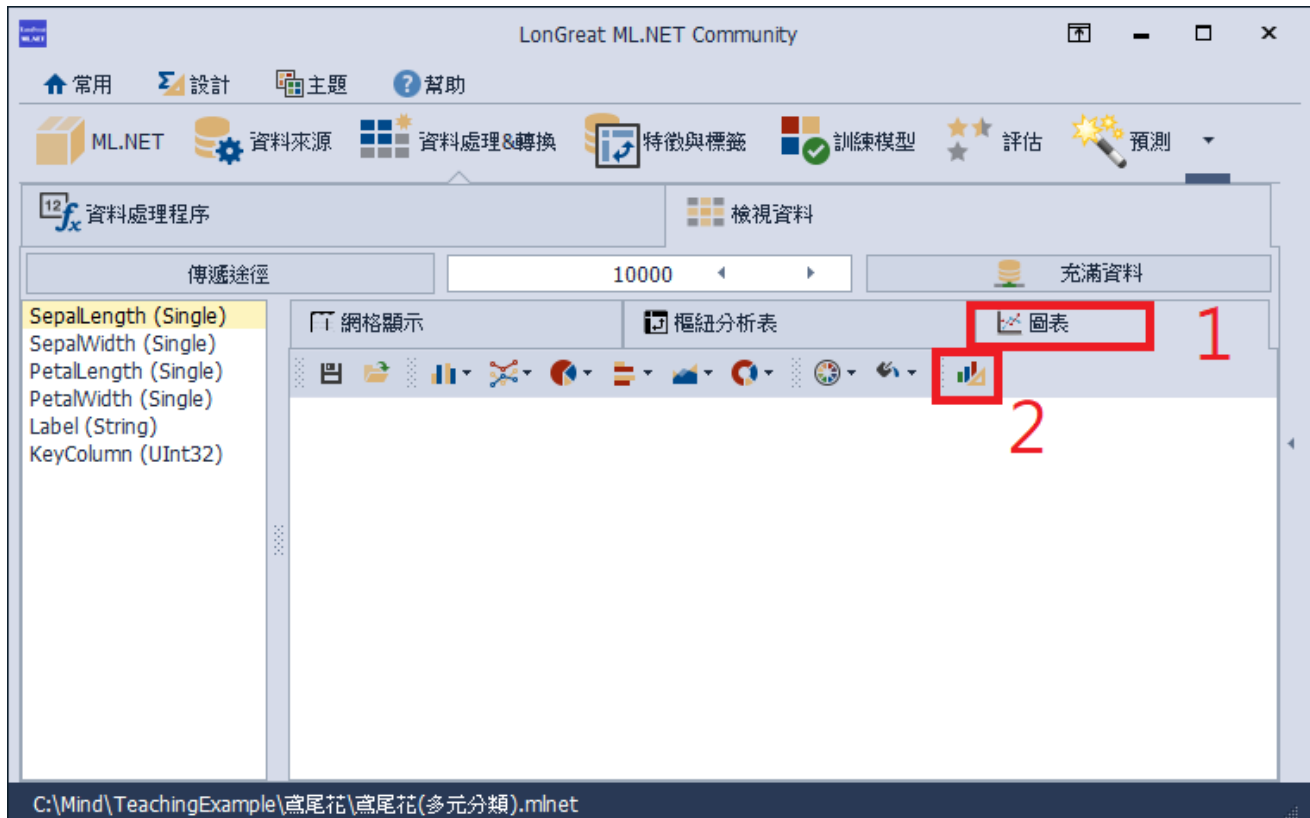 LonGreat ML.NET Community
常用 設計 主題 幫助
ML.NET 資料來源 資料處理&轉換 特徵與標籤 訓練模型 評估 預測
資料處理程序 檢視資料
傳遞途徑 10000 充滿資料
SepalLength (Single)
SepalWidth (Single)
PetalLength (Single)
PetalWidth (Single)
Label (String)
KeyColumn (UInt32)
網格顯示 樞紐分析表 圖表 1
2
C:\Mind\TeachingExample\鳶尾花\鳶尾花(多元分類).mlnet